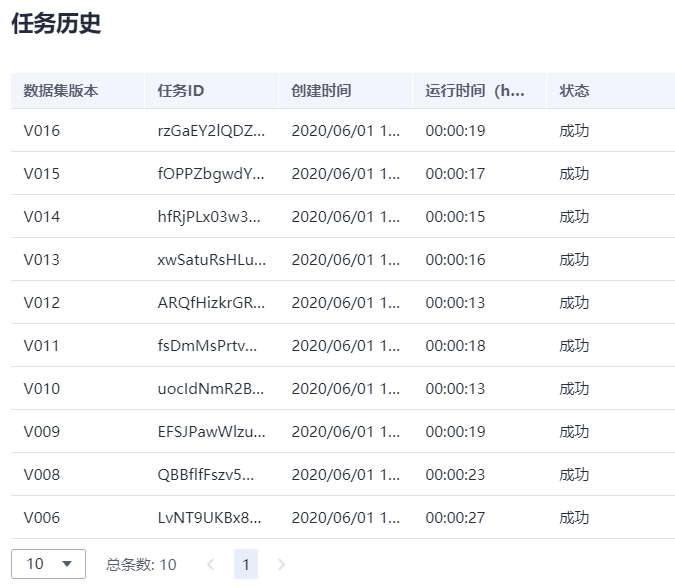 任务历史
数据集版本 任务ID 创建时间 运行时间（h... 状态
V016 rzGaEY2lQDZ... 2020/06/01 1... 00:00:19 成功
V015 fOPPZbgwdY... 2020/06/01 1... 00:00:17 成功
V014 hfRjPLx03w3... 2020/06/01 1... 00:00:15 成功
V013 xwSatuRsHLu... 2020/06/01 1... 00:00:16 成功
V012 ARQfHizkrGR... 2020/06/01 1... 00:00:13 成功
V011 fsDmMsPrtv... 2020/06/01 1... 00:00:18 成功
V010 uocIdNmR2B... 2020/06/01 1... 00:00:13 成功
V009 EFSJPawWlzu... 2020/06/01 1... 00:00:19 成功
V008 QBBflfFszv5... 2020/06/01 1... 00:00:23 成功
V006 LvNT9UKBx8... 2020/06/01 1... 00:00:27 成功
10 总条数: 10 1